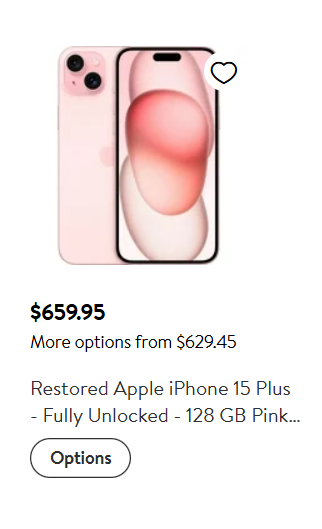 $659.95
More options from $629.45
Restored Apple iPhone 15 Plus
- Fully Unlocked - 128 GB Pink...
Options